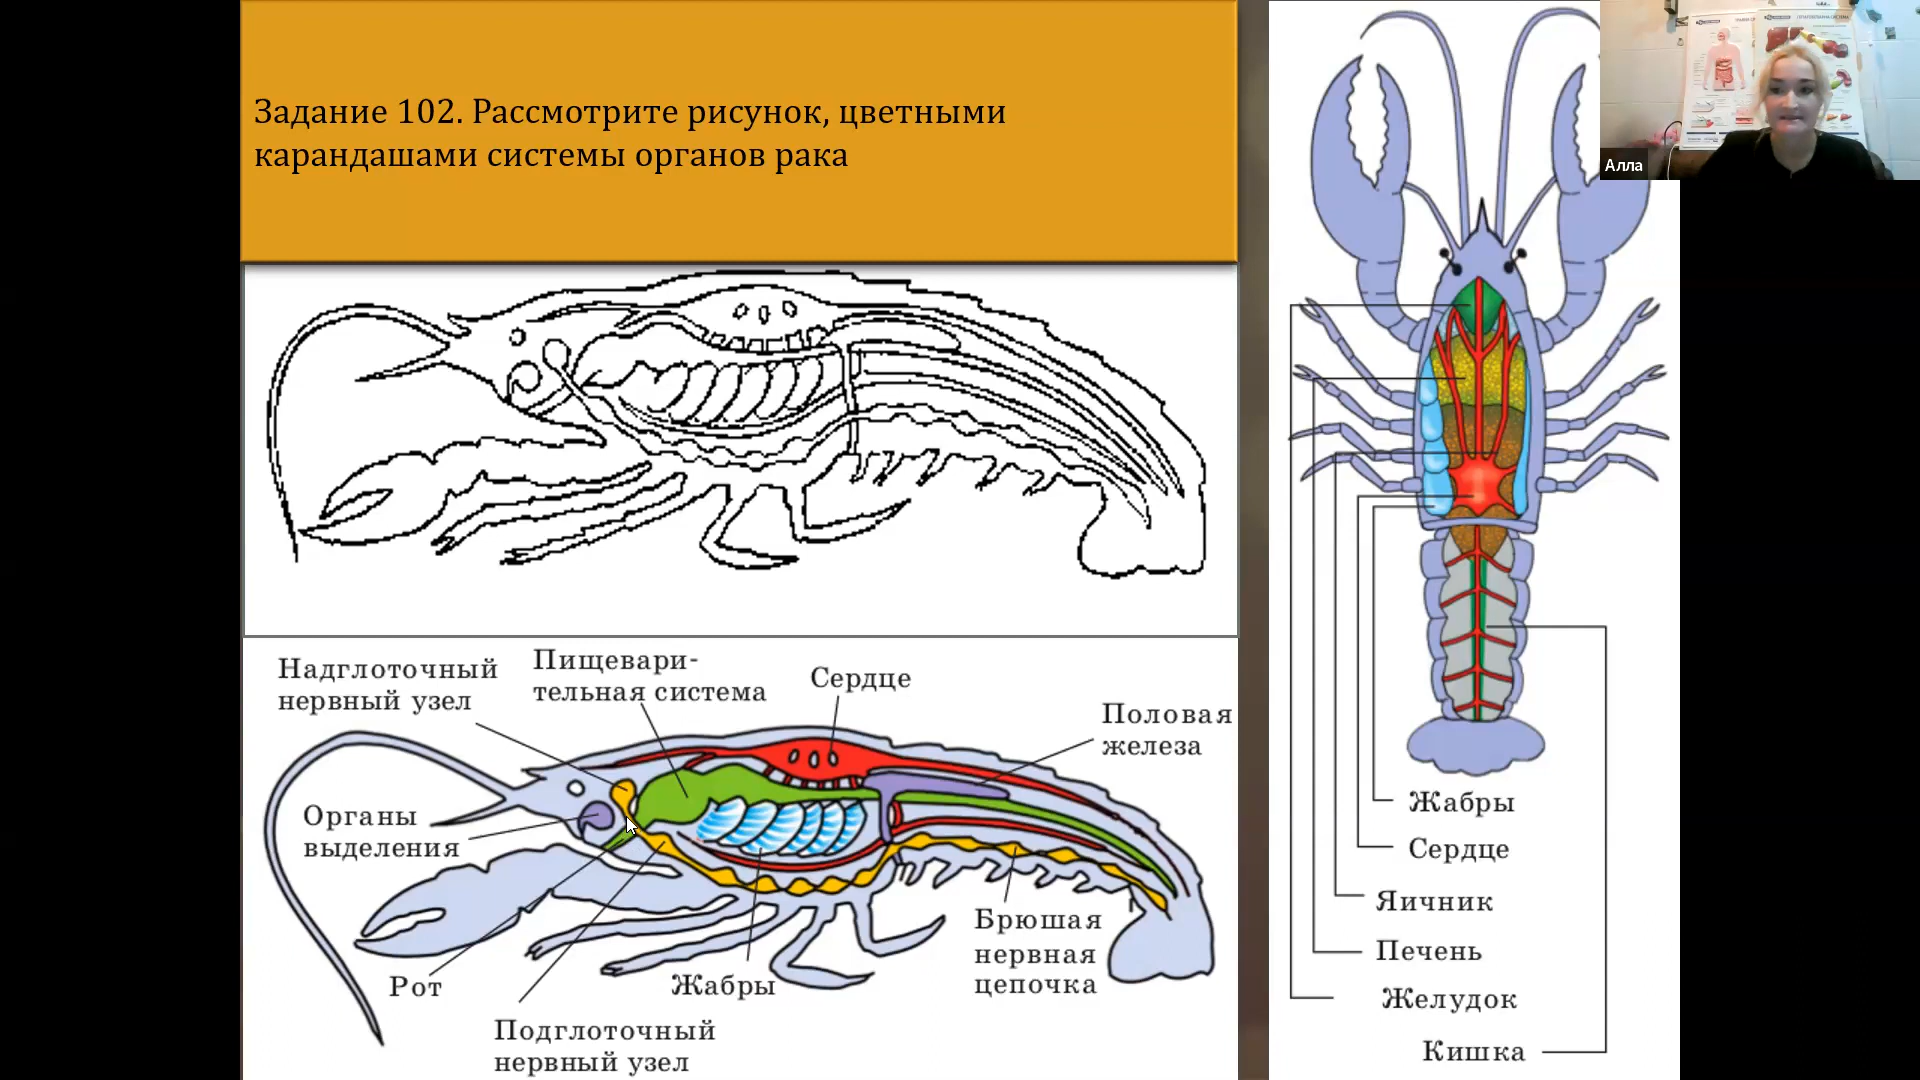 Задание 102. Рассмотрите рисунок, цветными
карандашами системы органов рака
Алла
Надглоточный
нервный узел
Пищевари-
тельная система
Сердце
Половая
железа
Органы
выделения
Рот
Подглоточный
нервный узел
Жабры
Брюшая
нервная
цепочка
Жабры
Сердце
Яичник
Печень
Желудок
Кишка